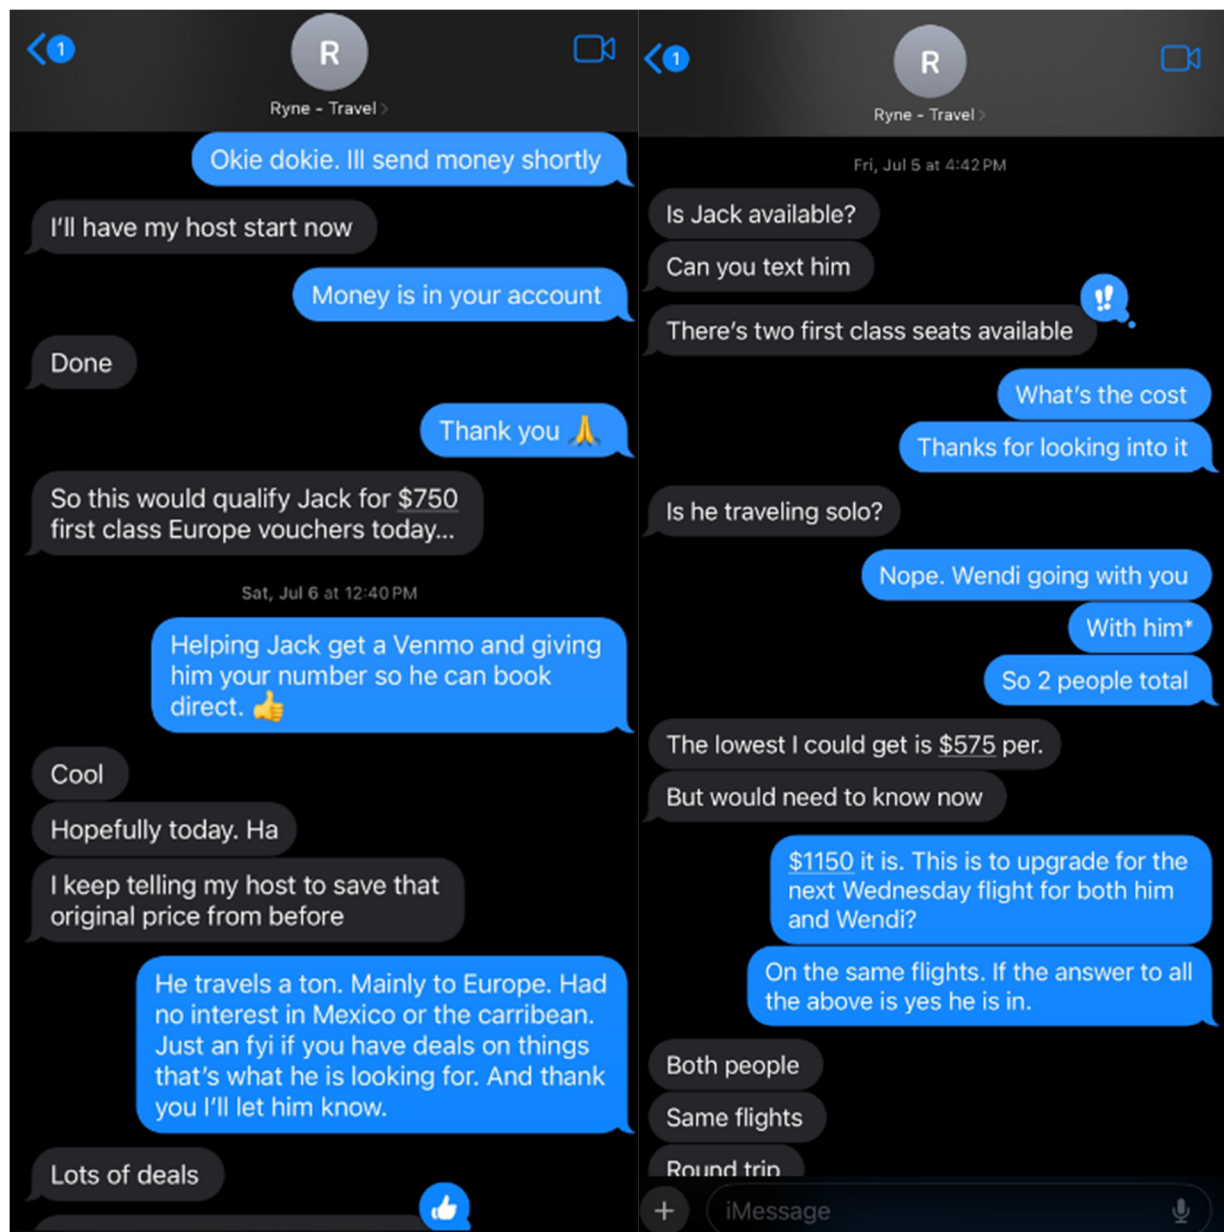 1
R
Ryne - Travel
Okie dokie. Ill send money shortly
I'll have my host start now
Money is in your account
Done
Thank you 🙏
So this would qualify Jack for $750
first class Europe vouchers today...
Sat, Jul 6 at 12:40 PM
Helping Jack get a Venmo and giving
him your number so he can book
direct. 👍
Cool
Hopefully today. Ha
I keep telling my host to save that
original price from before
He travels a ton. Mainly to Europe. Had
no interest in Mexico or the carribean.
Just an fyi if you have deals on things
that's what he is looking for. And thank
you I'll let him know.
Lots of deals
1
R
Ryne - Travel
Fri, Jul 5 at 4:42 PM
Is Jack available?
Can you text him
!!
There's two first class seats available
What's the cost
Thanks for looking into it
Is he traveling solo?
Nope. Wendi going with you
With him*
So 2 people total
The lowest I could get is $575 per.
But would need to know now
$1150 it is. This is to upgrade for the
next Wednesday flight for both him
and Wendi?
On the same flights. If the answer to all
the above is yes he is in.
Both people
Same flights
Round trip
iMessage